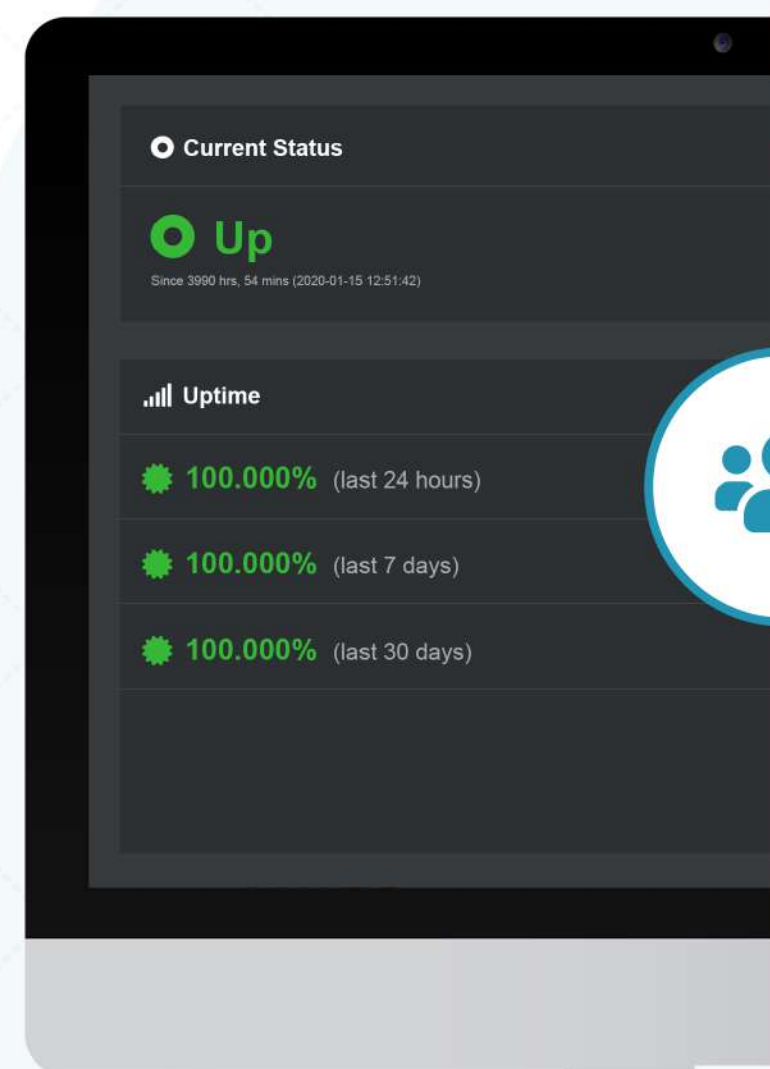 Current Status
Up
Since 3990 hrs, 54 mins (2020-01-15 12:51:42)
Uptime
100.000% (last 24 hours)
100.000% (last 7 days)
100.000% (last 30 days)